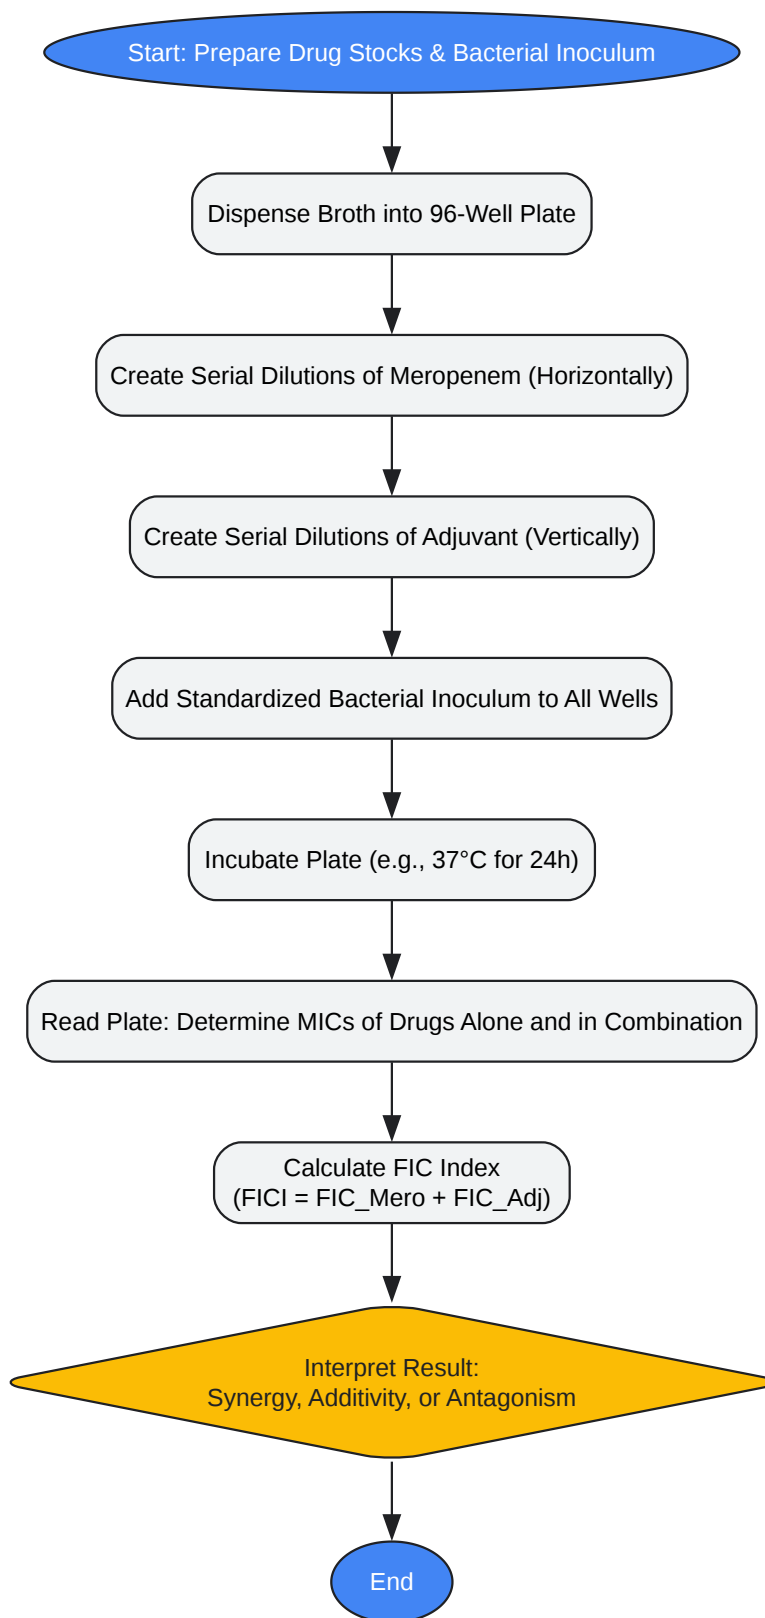 Start: Prepare Drug Stocks & Bacterial Inoculum
Dispense Broth into 96-Well Plate
Create Serial Dilutions of Meropenem (Horizontally)
Create Serial Dilutions of Adjuvant (Vertically)
Add Standardized Bacterial Inoculum to All Wells
Incubate Plate (e.g., 37°C for 24h)
Read Plate: Determine MICs of Drugs Alone and in Combination
Calculate FIC Index
(FICI = FIC_Mero + FIC_Adj)
Interpret Result:
Synergy, Additivity, or Antagonism
End